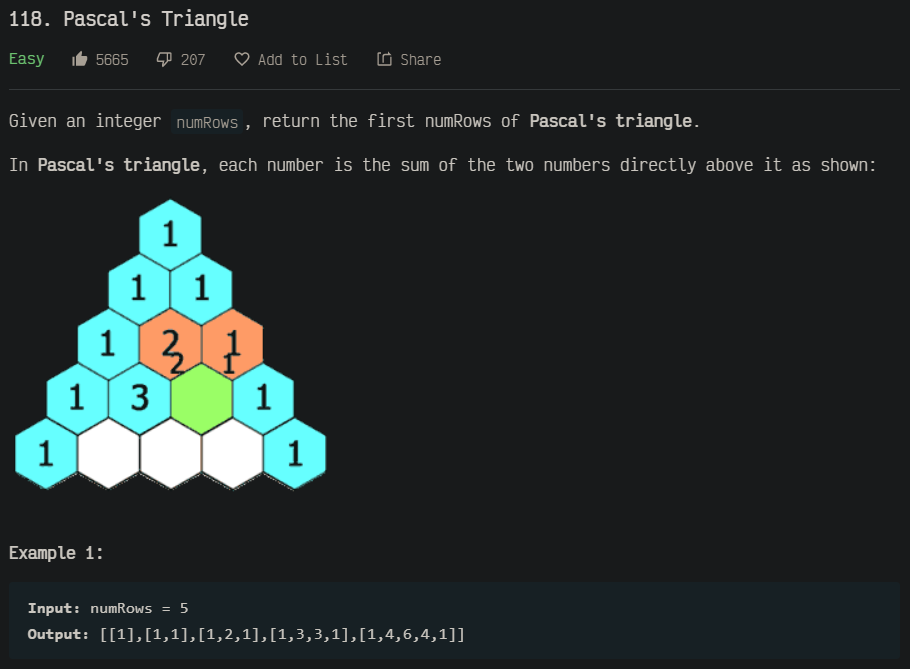 118. Pascal's Triangle
Easy 5665 207 Add to List Share
Given an integer numRows, return the first numRows of Pascal's triangle.
In Pascal's triangle, each number is the sum of the two numbers directly above it as shown:
1
1 1
1 2 1
2 1
1 3 1
1 1
Example 1:
Input: numRows = 5
Output: [[1],[1,1],[1,2,1],[1,3,3,1],[1,4,6,4,1]]